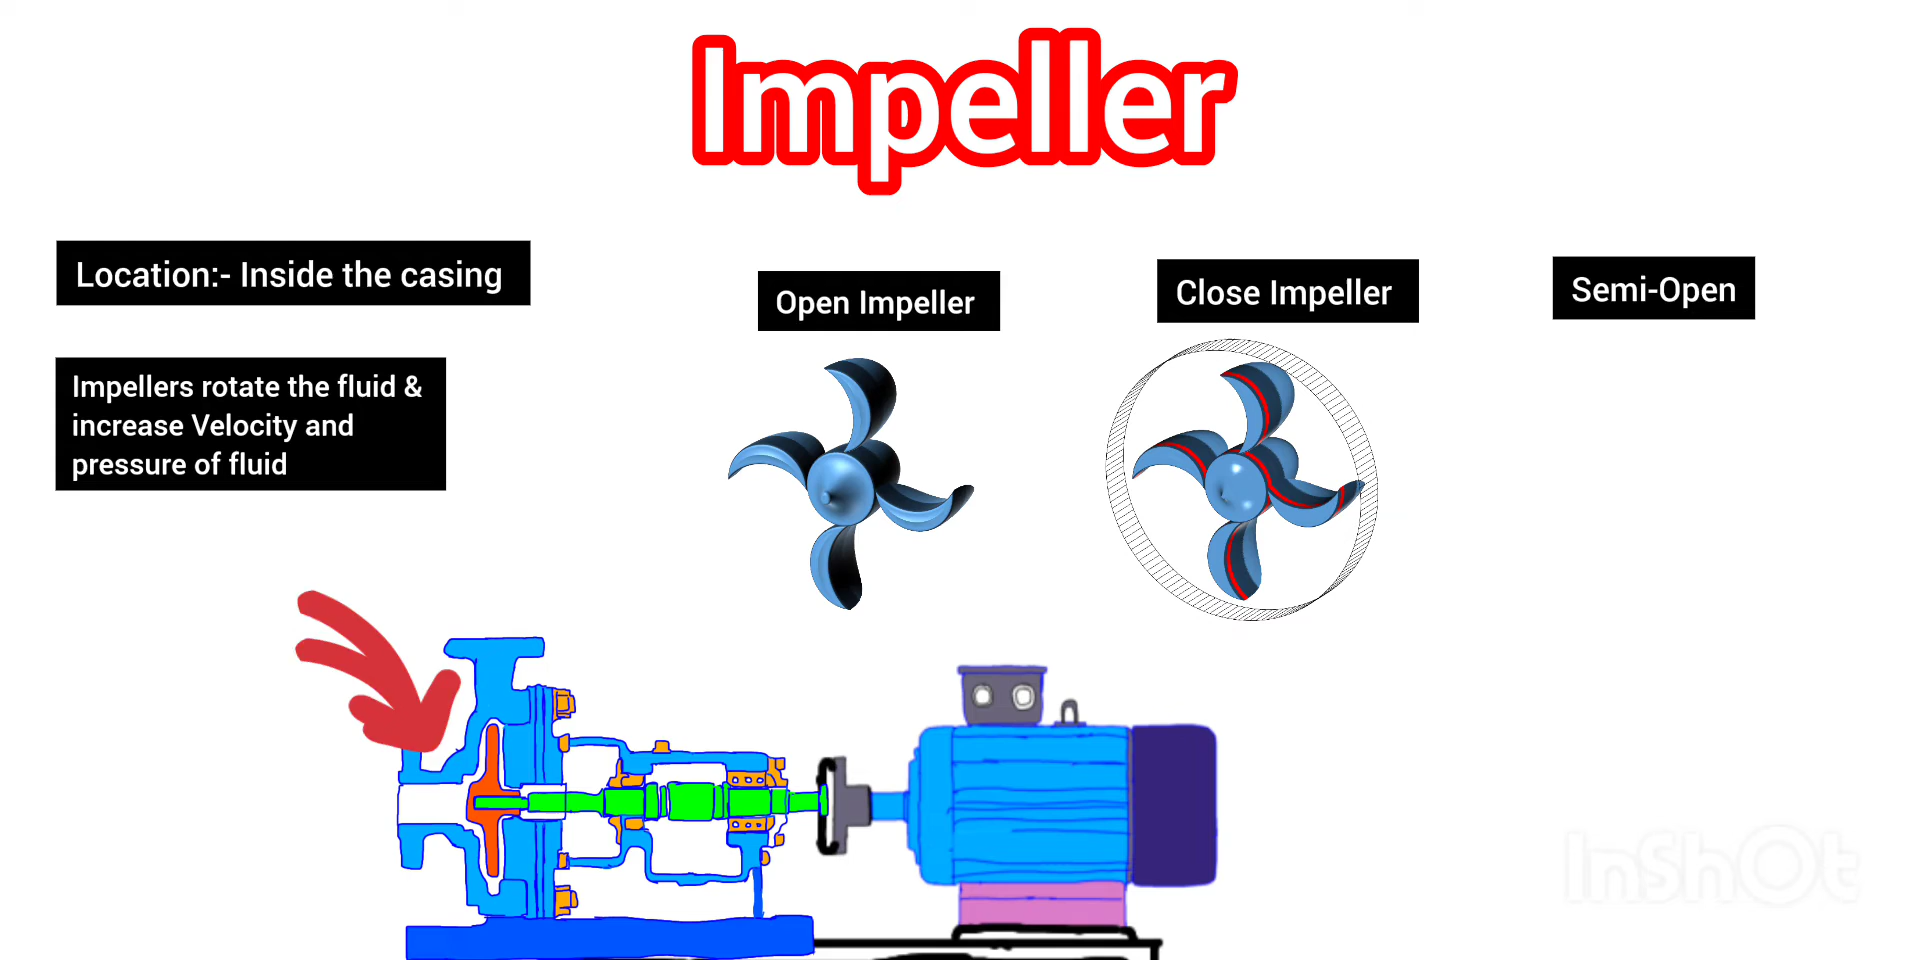 Impeller
Location:- Inside the casing
Impellers rotate the fluid &
increase Velocity and
pressure of fluid
Open Impeller
Close Impeller
Semi-Open
InShOt